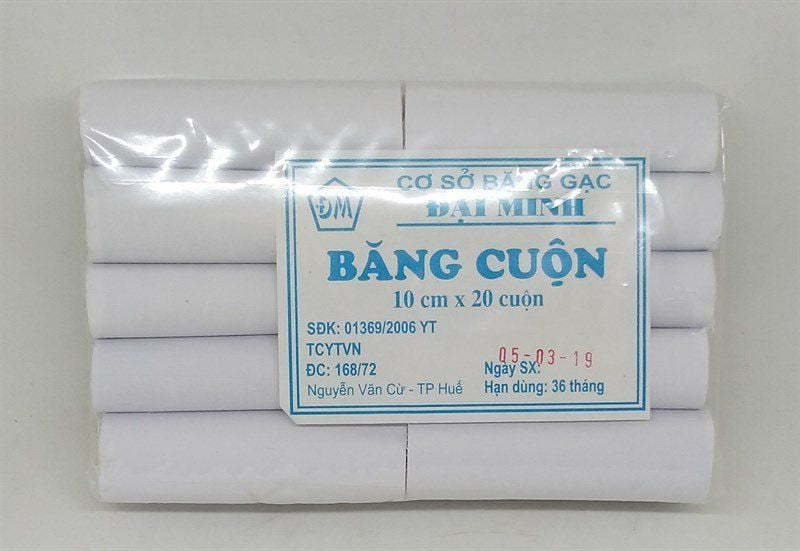 ĐM
CƠ SỞ BĂNG GẠC
ĐẠI MINH
BĂNG CUỘN
10 cm x 20 cuộn
SĐK: 01369/2006 YT
TCYTVN
ĐC: 168/72
Nguyễn Văn Cừ - TP Huế
05-03-19
Ngày SX:
Hạn dùng: 36 tháng